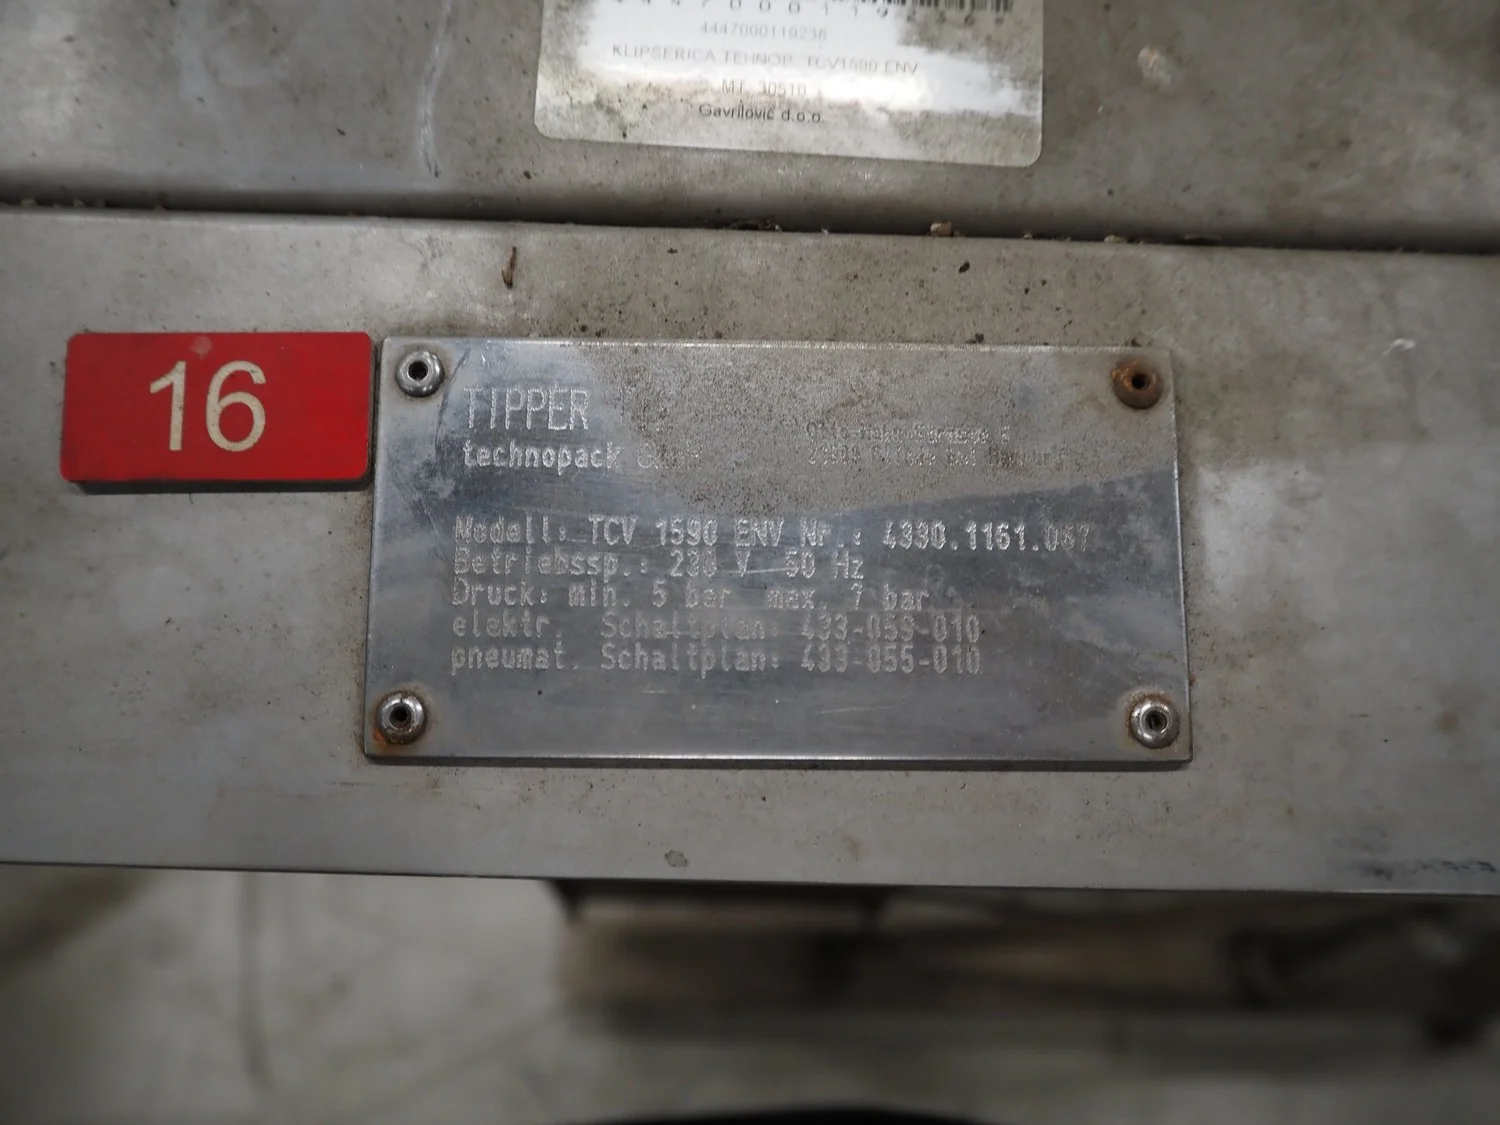 4447000119236
KLIPSERICA TEHNOP. TCV1590 ENV
M.T. 30510
Gavrilović d.o.o.
16
TIPPER
technopack GmbH
Modell: TCV 1590 ENV Nr.: 4330.1161.067
Betriebssp.: 230 V 50 Hz
Druck: min. 5 bar max. 7 bar
elektr. Schaltplan: 433-059-010
pneumat. Schaltplan: 433-055-010